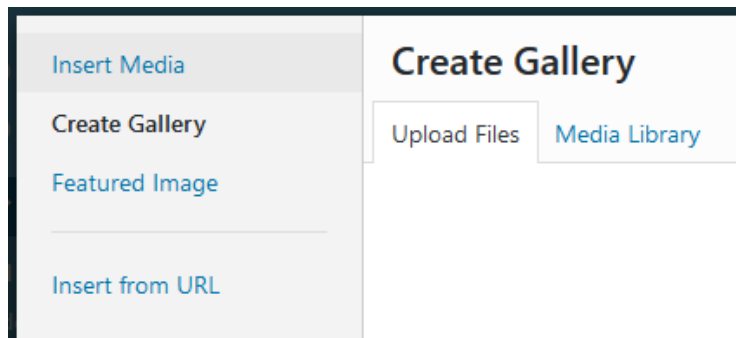 Insert Media
Create Gallery
Featured Image
Insert from URL
Create Gallery
Upload Files
Media Library